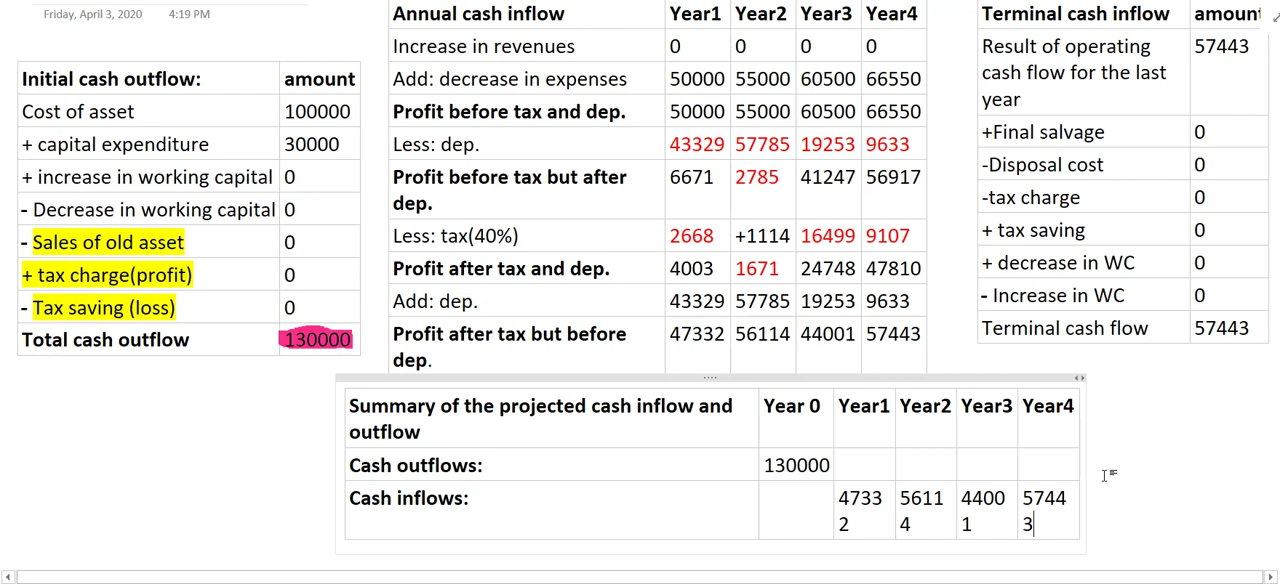 Friday, April 3, 2020 4:19 PM
Initial cash outflow: amount
Cost of asset 100000
+ capital expenditure 30000
+ increase in working capital 0
- Decrease in working capital 0
- Sales of old asset 0
+ tax charge(profit) 0
- Tax saving (loss) 0
Total cash outflow 130000
Annual cash inflow Year1 Year2 Year3 Year4
Increase in revenues 0 0 0 0
Add: decrease in expenses 50000 55000 60500 66550
Profit before tax and dep. 50000 55000 60500 66550
Less: dep. 43329 57785 19253 9633
Profit before tax but after 6671 2785 41247 56917
dep.
Less: tax(40%) 2668 +1114 16499 9107
Profit after tax and dep. 4003 1671 24748 47810
Add: dep. 43329 57785 19253 9633
Profit after tax but before 47332 56114 44001 57443
dep.
Terminal cash inflow amount
Result of operating 57443
cash flow for the last
year
+Final salvage 0
-Disposal cost 0
-tax charge 0
+ tax saving 0
+ decrease in WC 0
- Increase in WC 0
Terminal cash flow 57443
Summary of the projected cash inflow and Year 0 Year1 Year2 Year3 Year4
outflow
Cash outflows: 130000
Cash inflows: 4733 5611 4400 5744
2 4 1 3